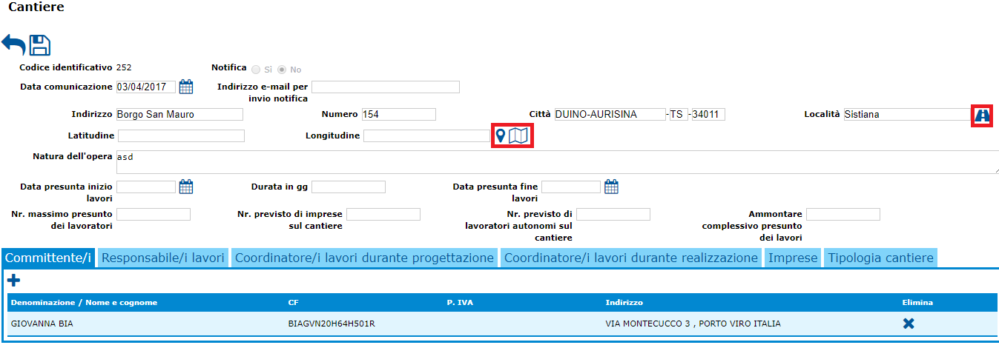 Cantiere
Codice identificativo 252 Notifica Sì No
Data comunicazione 03/04/2017 Indirizzo e-mail per
invio notifica
Indirizzo Borgo San Mauro Numero 154 Città DUINO-AURISINA - TS - 34011 Località Sistiana
Latitudine Longitudine
Natura dell'opera asd
Data presunta inizio Durata in gg Data presunta fine
lavori lavori
Nr. massimo presunto Nr. previsto di imprese Nr. previsto di Ammontare
dei lavoratori sul cantiere lavoratori autonomi sul complessivo presunto
cantiere dei lavori
Committente/i Responsabile/i lavori Coordinatore/i lavori durante progettazione Coordinatore/i lavori durante realizzazione Imprese Tipologia cantiere
Denominazione / Nome e cognome CF P. IVA Indirizzo Elimina
GIOVANNA BIA BIAGVN20H64H501R VIA MONTECUCCO 3 , PORTO VIRO ITALIA